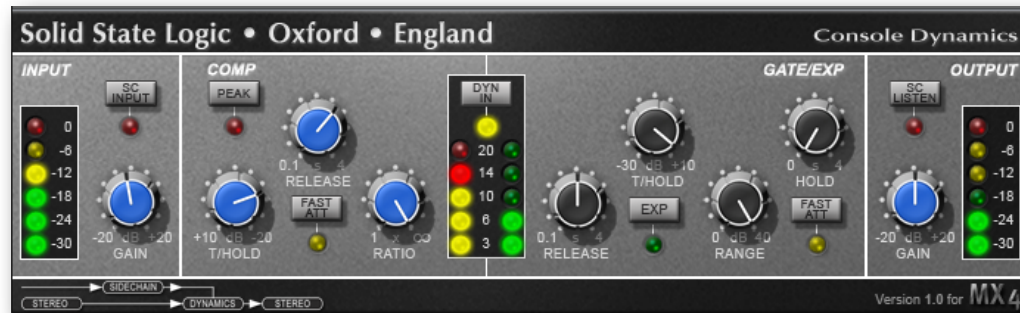 Solid State Logic • Oxford • England
Console Dynamics
INPUT
SC INPUT
0
-6
-12
-18
-24
-30
-20 dB +20
GAIN
COMP
PEAK
0.1 s 4
RELEASE
+10 dB -20
T/HOLD
FAST ATT
1 x ∞
RATIO
DYN IN
20
14
10
6
3
GATE/EXP
-30 dB +10
T/HOLD
0 s 4
HOLD
0.1 s 4
RELEASE
EXP
0 dB 40
RANGE
FAST ATT
OUTPUT
SC LISTEN
0
-6
-12
-18
-24
-30
-20 dB +20
GAIN
SIDECHAIN
STEREO
DYNAMICS
STEREO
Version 1.0 for MX4